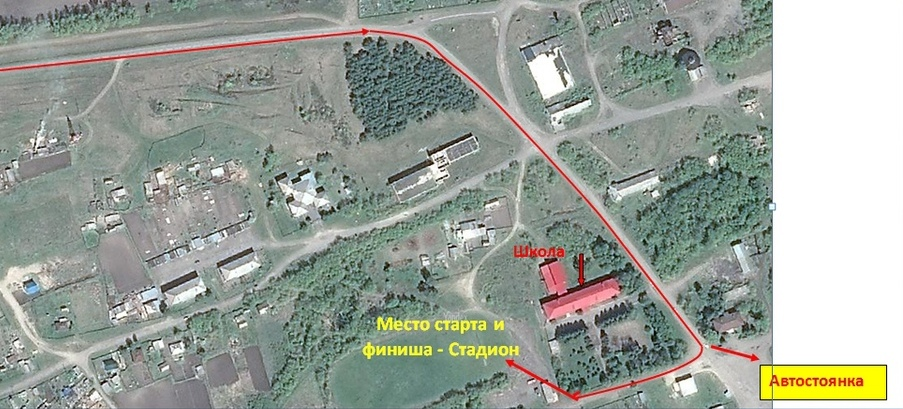 Школа
Место старта и
финиша - Стадион
Автостоянка